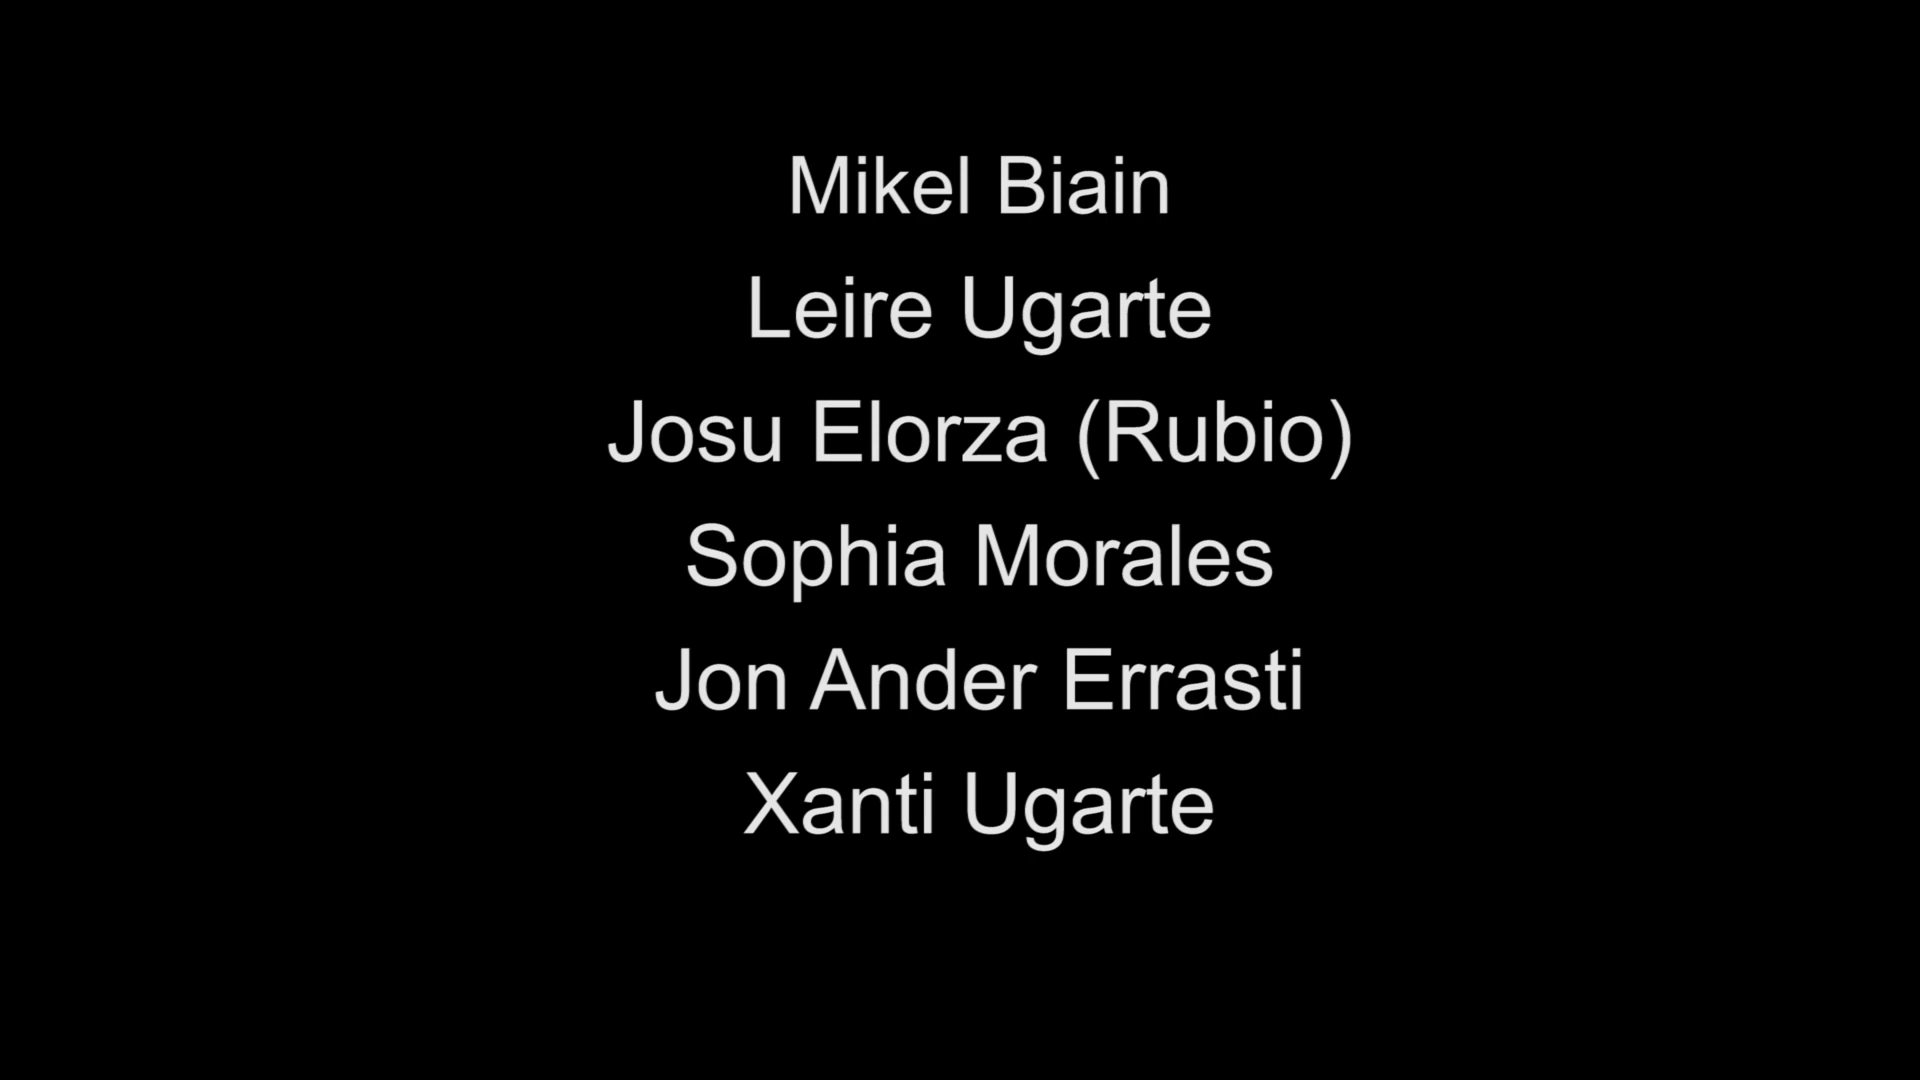 Mikel Biain
Leire Ugarte
Josu Elorza (Rubio)
Sophia Morales
Jon Ander Errasti
Xanti Ugarte